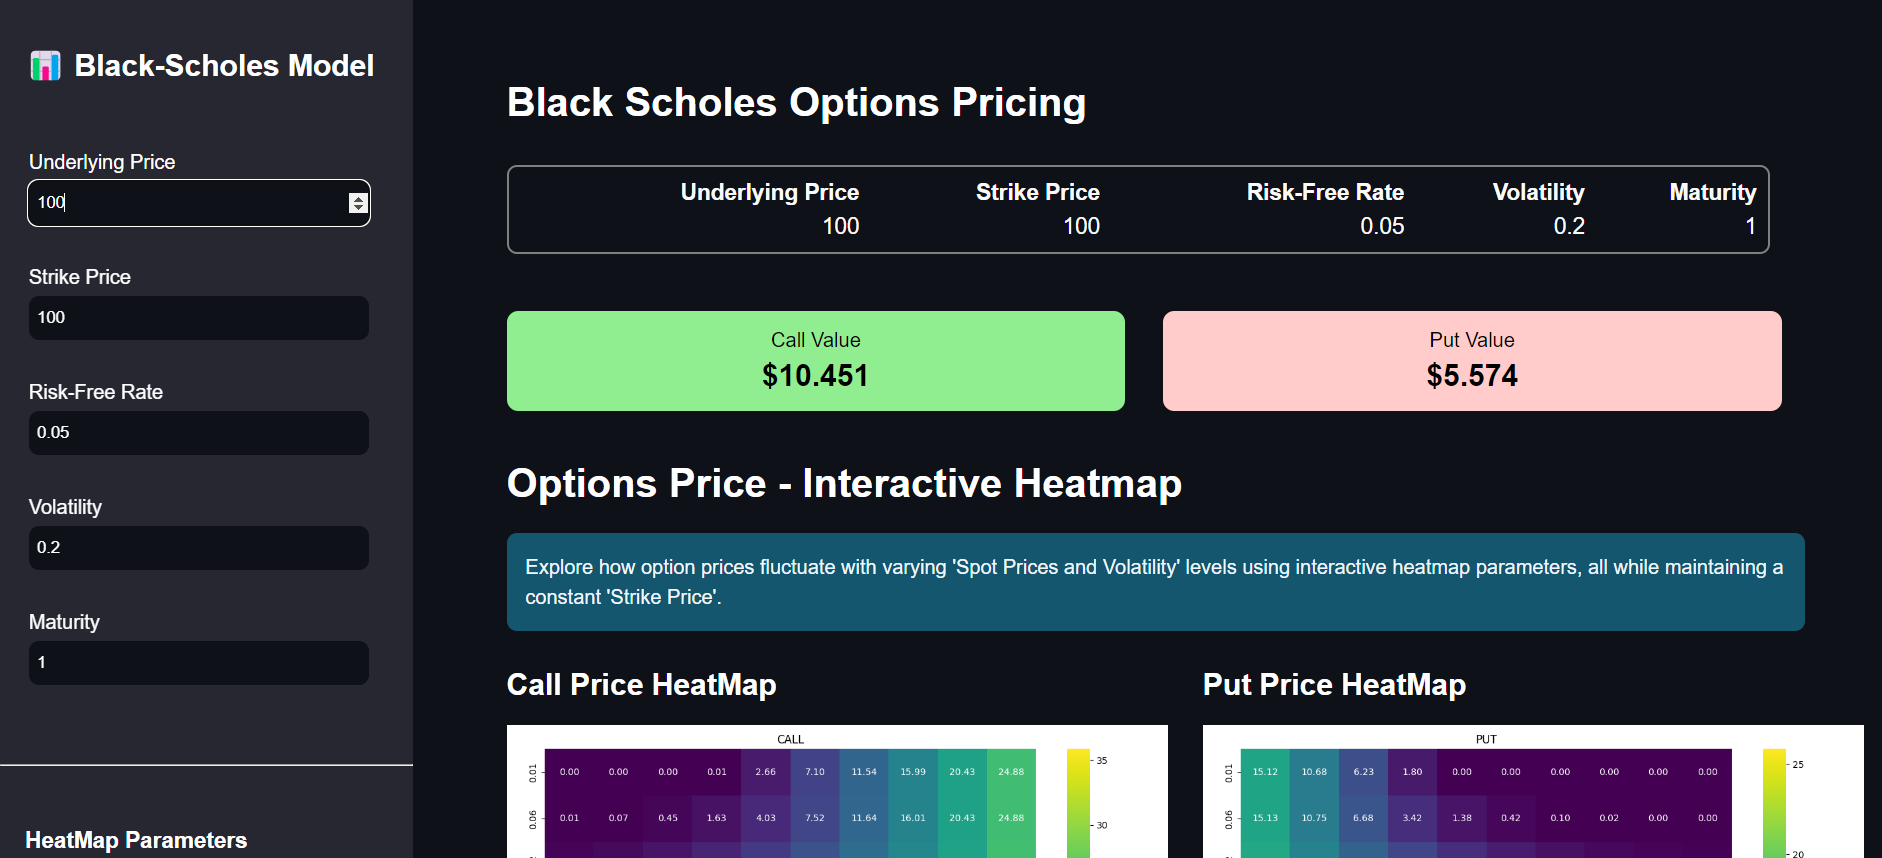 Black-Scholes Model
Underlying Price
100
Strike Price
100
Risk-Free Rate
0.05
Volatility
0.2
Maturity
1
HeatMap Parameters
Black Scholes Options Pricing
Underlying Price Strike Price Risk-Free Rate Volatility Maturity
100 100 0.05 0.2 1
Call Value
$10.451
Put Value
$5.574
Options Price - Interactive Heatmap
Explore how option prices fluctuate with varying 'Spot Prices and Volatility' levels using interactive heatmap parameters, all while maintaining a
constant 'Strike Price'.
Call Price HeatMap
CALL
0.01 0.00 0.00 0.00 0.01 2.66 7.10 11.54 15.99 20.43 24.88
0.06 0.01 0.07 0.45 1.63 4.03 7.52 11.64 16.01 20.43 24.88
35
30
Put Price HeatMap
PUT
0.01 15.12 10.68 6.23 1.80 0.00 0.00 0.00 0.00 0.00 0.00
0.06 15.13 10.75 6.68 3.42 1.38 0.42 0.10 0.02 0.00 0.00
25
20